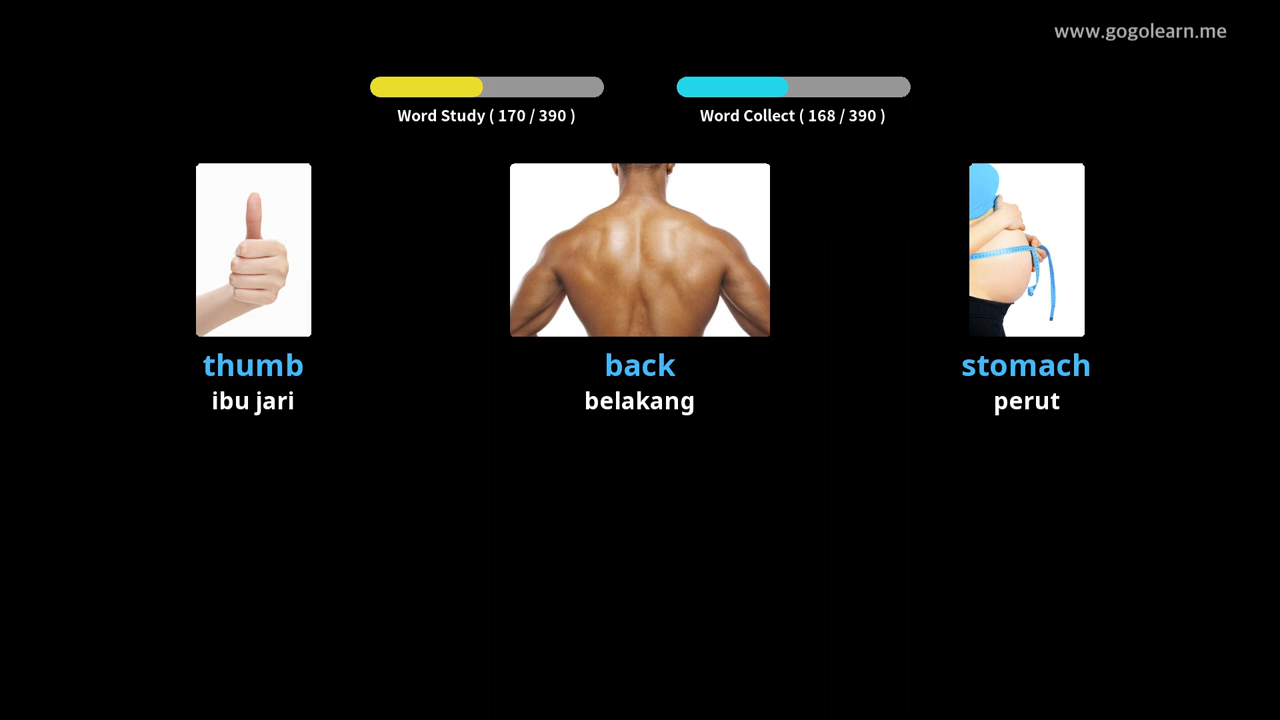 www.gogolearn.me
Word Study ( 170 / 390 )
Word Collect ( 168 / 390 )
thumb
ibu jari
back
belakang
stomach
perut